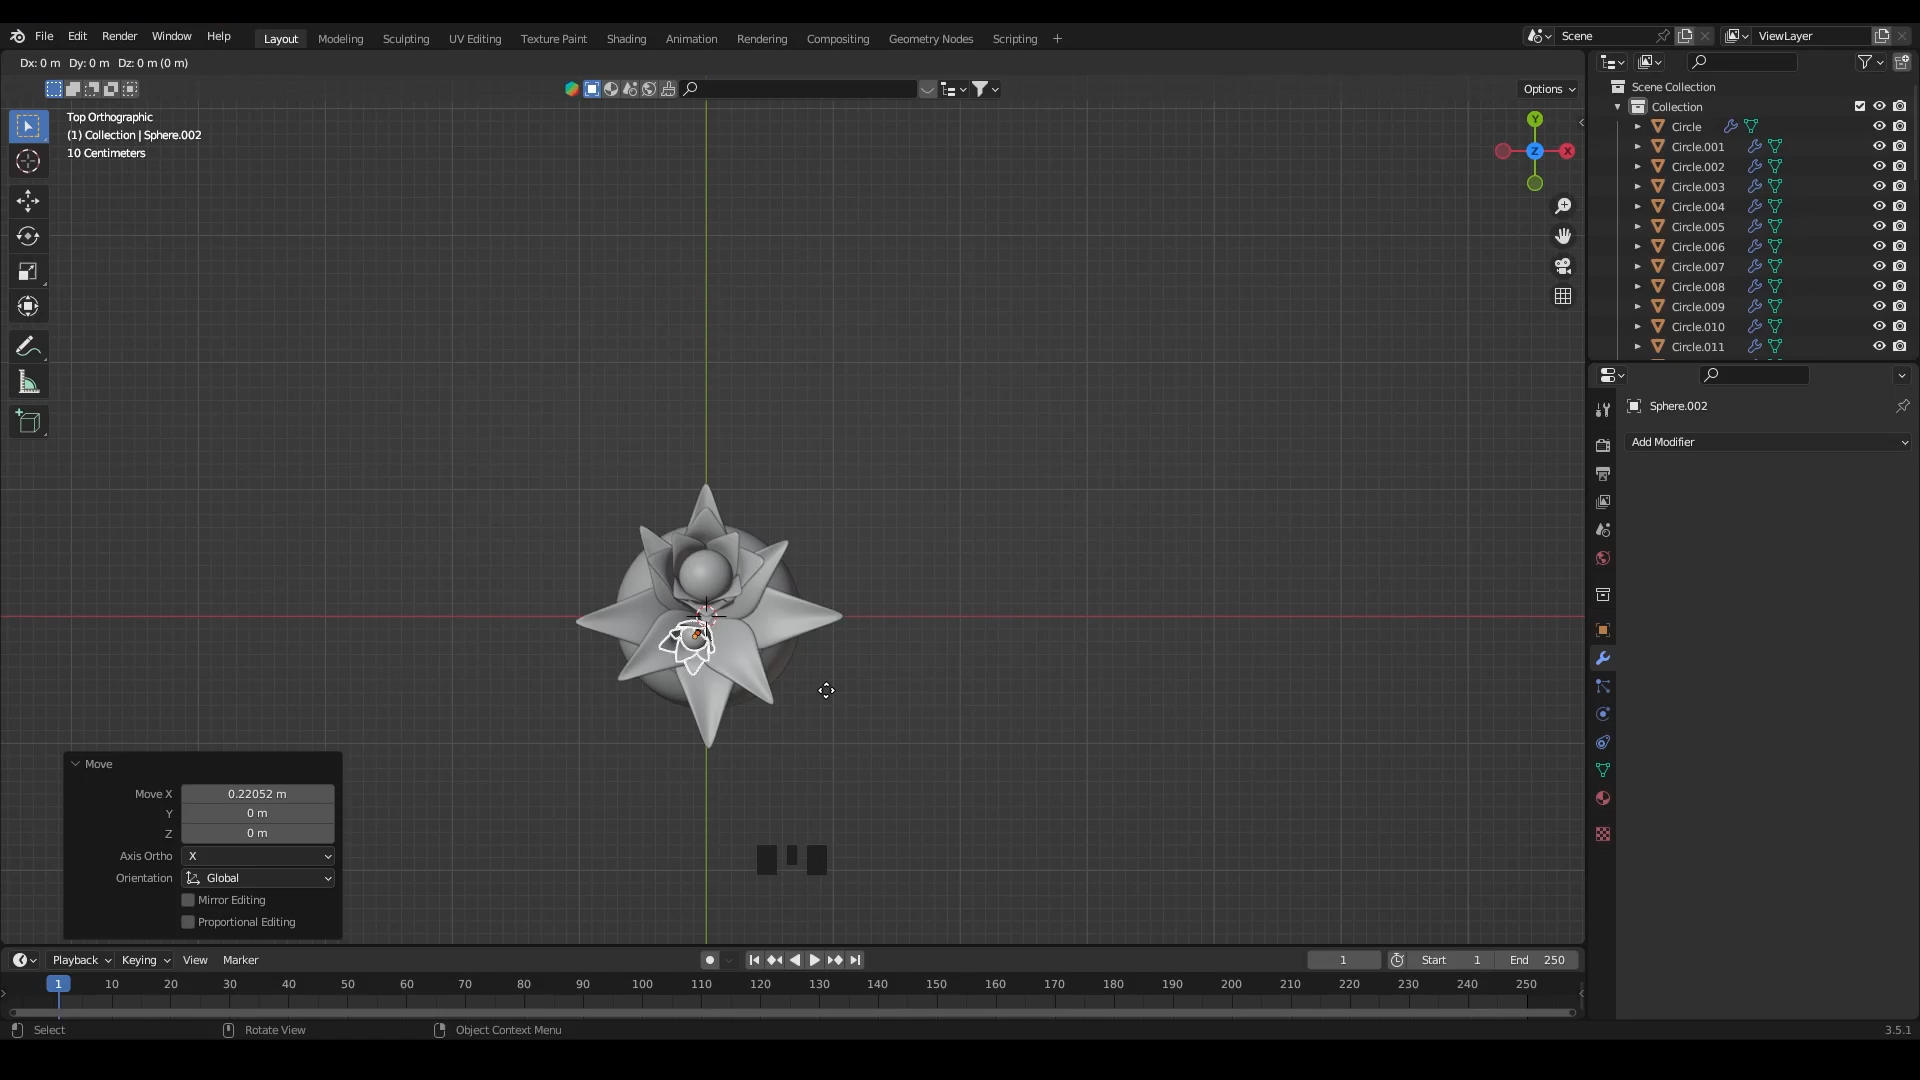 File Edit Render Window Help Layout Modeling Sculpting UV Editing Texture Paint Shading Animation Rendering Compositing Geometry Nodes Scripting + Scene ViewLayer
Dx: 0 m Dy: 0 m Dz: 0 m (0 m)
Options
Top Orthographic
(1) Collection | Sphere.002
10 Centimeters
Y
Z
X
Scene Collection
Collection
Circle
Circle.001
Circle.002
Circle.003
Circle.004
Circle.005
Circle.006
Circle.007
Circle.008
Circle.009
Circle.010
Circle.011
Sphere.002
Add Modifier
Move
Move X 0.22052 m
Y 0 m
Z 0 m
Axis Ortho X
Orientation Global
Mirror Editing
Proportional Editing
Playback Keying View Marker 1 Start 1 End 250
1 10 20 30 40 50 60 70 80 90 100 110 120 130 140 150 160 170 180 190 200 210 220 230 240 250
Select Rotate View Object Context Menu 3.5.1